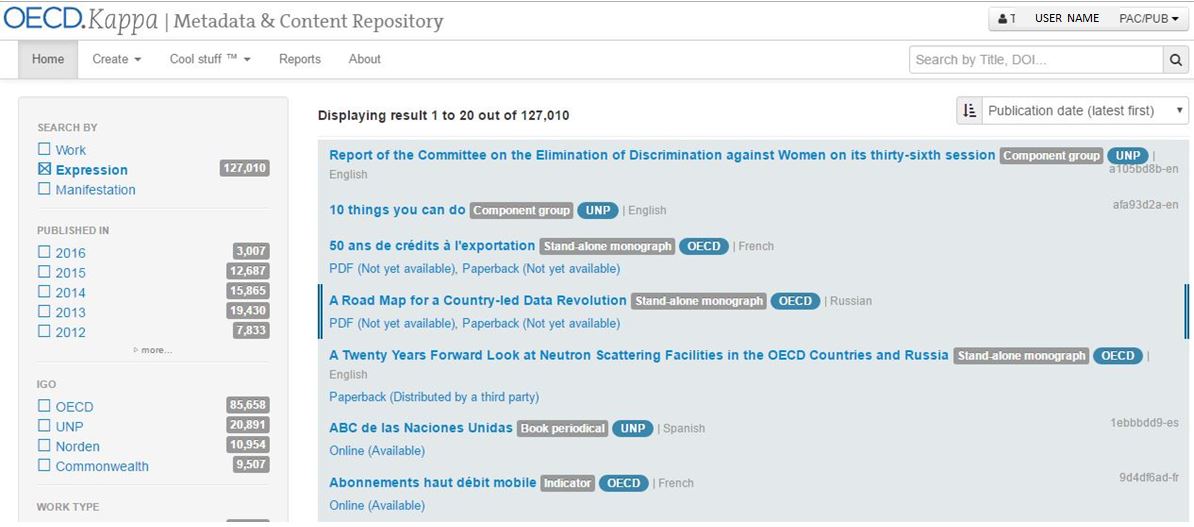 OECD.Kappa | Metadata & Content Repository
T USER NAME PAC/PUB
Home Create Cool stuff ™ Reports About
Search by Title, DOI...
SEARCH BY
Work
Expression 127,010
Manifestation
PUBLISHED IN
2016 3,007
2015 12,687
2014 15,865
2013 19,430
2012 7,833
more...
IGO
OECD 85,658
UNP 20,891
Norden 10,954
Commonwealth 9,507
WORK TYPE
Displaying result 1 to 20 out of 127,010
Publication date (latest first)
Report of the Committee on the Elimination of Discrimination against Women on its thirty-sixth session Component group UNP |
English
a105bd8b-en
10 things you can do Component group UNP | English
afa93d2a-en
50 ans de crédits à l'exportation Stand-alone monograph OECD | French
PDF (Not yet available), Paperback (Not yet available)
A Road Map for a Country-led Data Revolution Stand-alone monograph OECD | Russian
PDF (Not yet available), Paperback (Not yet available)
A Twenty Years Forward Look at Neutron Scattering Facilities in the OECD Countries and Russia Stand-alone monograph OECD |
English
Paperback (Distributed by a third party)
ABC de las Naciones Unidas Book periodical UNP | Spanish
1ebbbdd9-es
Online (Available)
Abonnements haut débit mobile Indicator OECD | French
9d4df6ad-fr
Online (Available)